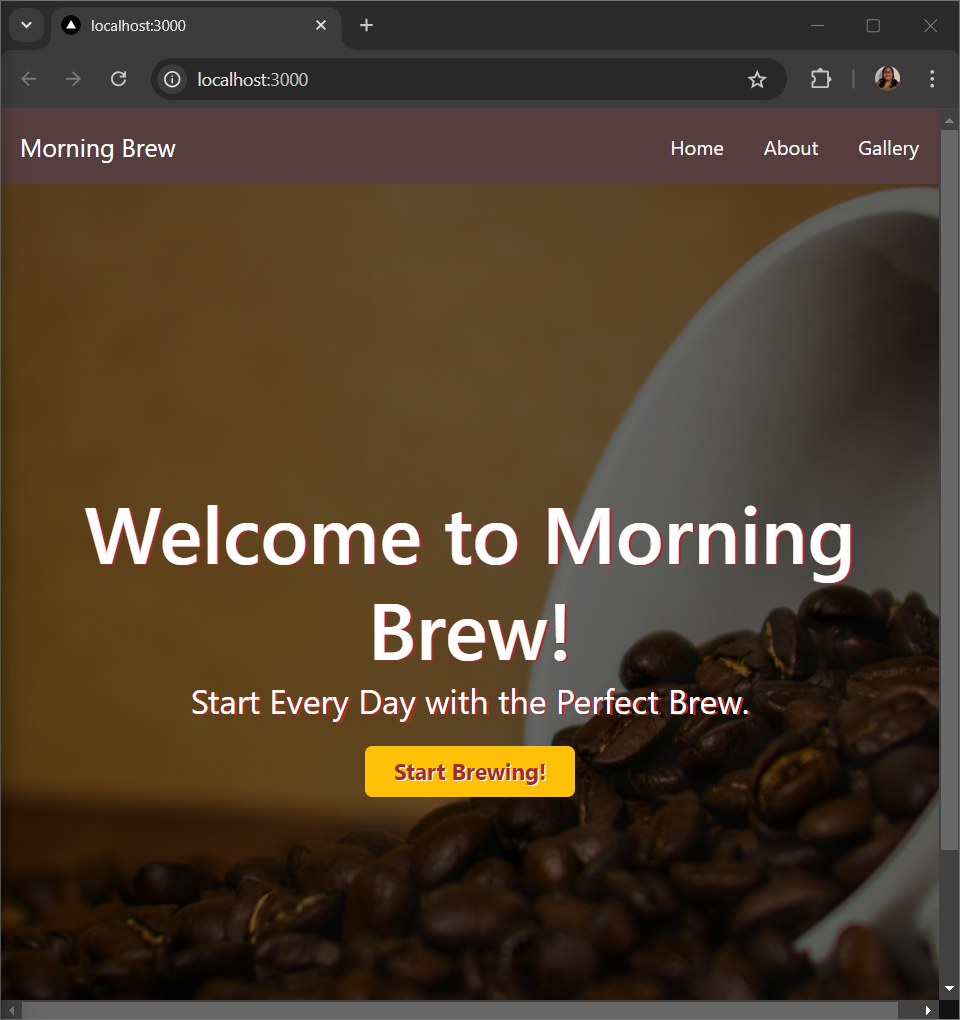 localhost:3000
localhost:3000
Morning Brew
Home About Gallery
Welcome to Morning
Brew!
Start Every Day with the Perfect Brew.
Start Brewing!